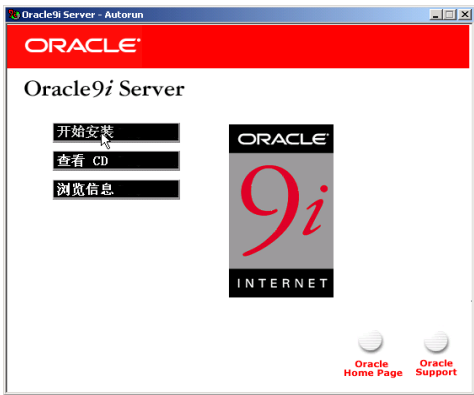 Oracle9i Server - Autorun
ORACLE
Oracle9i Server
开始安装
查看 CD
浏览信息
ORACLE
9i
INTERNET
Oracle
Home Page
Oracle
Support